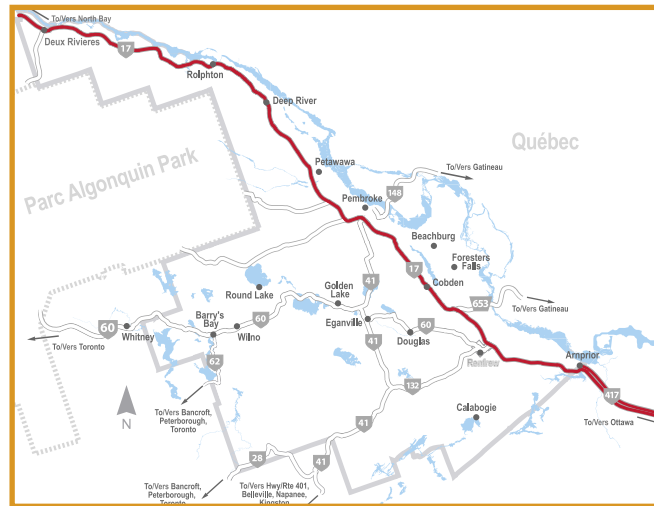 To/Vers North Bay
Deux Rivieres
17
Rolphton
Deep River
Québec
Parc Algonquin Park
Petawawa
To/Vers Gatineau
148
Pembroke
Beachburg
Foresters
Falls
41
17
Cobden
Round Lake
Golden
Lake
653
To/Vers Gatineau
60
Whitney
Barry's
Bay
Wilno
60
Eganville
60
Douglas
To/Vers Toronto
62
41
Renfrew
Arnprior
132
417
To/Vers Bancroft,
Peterborough,
Toronto
N
Calabogie
41
To/Vers Ottawa
28
41
To/Vers Bancroft,
Peterborough,
Toronto
To/Vers Hwy/Rte 401,
Belleville, Napanee,
Kingston